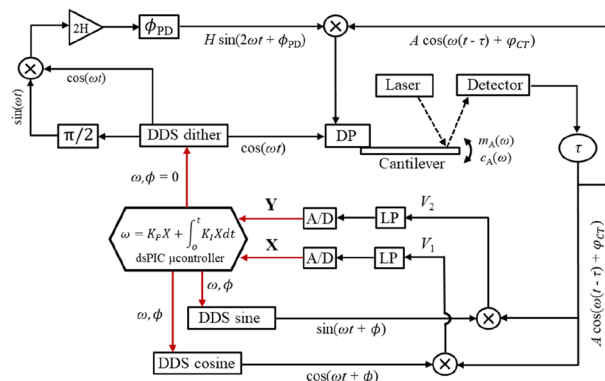 2H
ϕPD
H sin(2ωt + ϕPD)
A cos(ω(t - τ) + φCT)
cos(ωt)
sin(ωt)
Laser
Detector
π/2
DDS dither
cos(ωt)
DP
Cantilever
mA(ω)
cA(ω)
τ
ω,ϕ = 0
Y
A/D
LP
V2
ω = KPX + ∫ot KIXdt
dsPIC μcontroller
X
A/D
LP
V1
ω,ϕ
DDS sine
sin(ωt + ϕ)
ω,ϕ
DDS cosine
cos(ωt + ϕ)
A cos(ω(t - τ) + φCT)